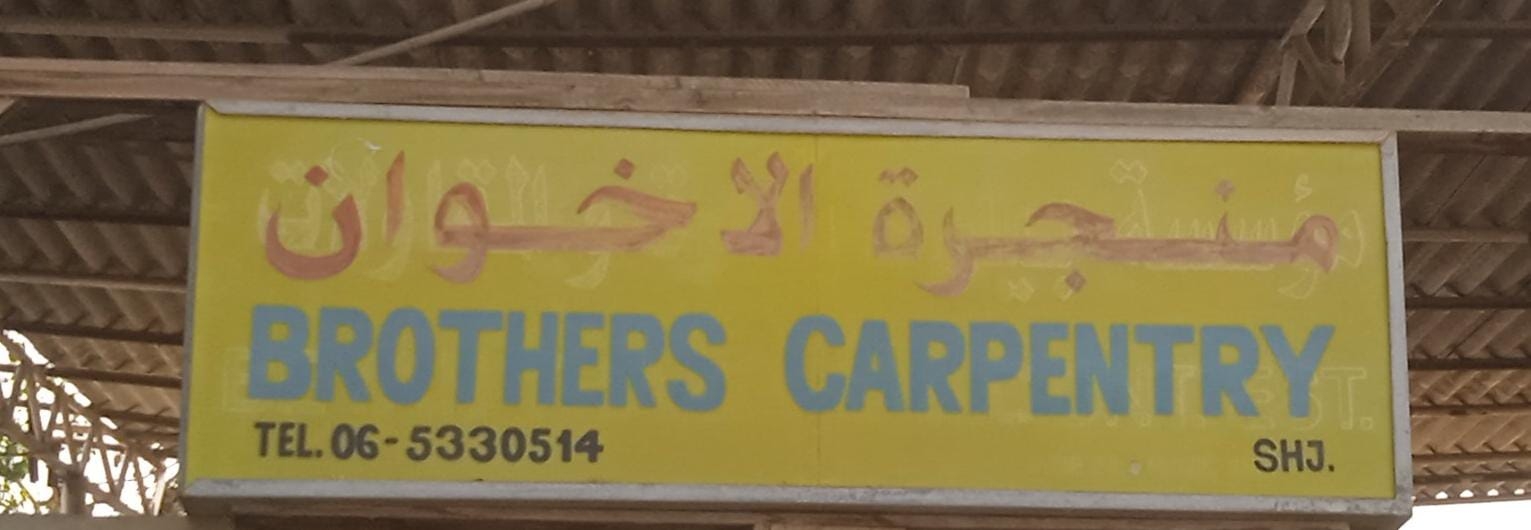 منجرة الاخوان
BROTHERS CARPENTRY
TEL. 06-5330514
SHJ.